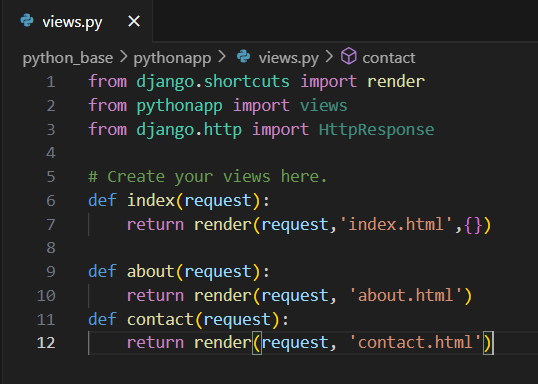 views.py ×
python_base > pythonapp > views.py > contact
1 from django.shortcuts import render
2 from pythonapp import views
3 from django.http import HttpResponse
4
5 # Create your views here.
6 def index(request):
7     return render(request,'index.html',{})
8
9 def about(request):
10     return render(request, 'about.html')
11 def contact(request):
12     return render(request, 'contact.html')